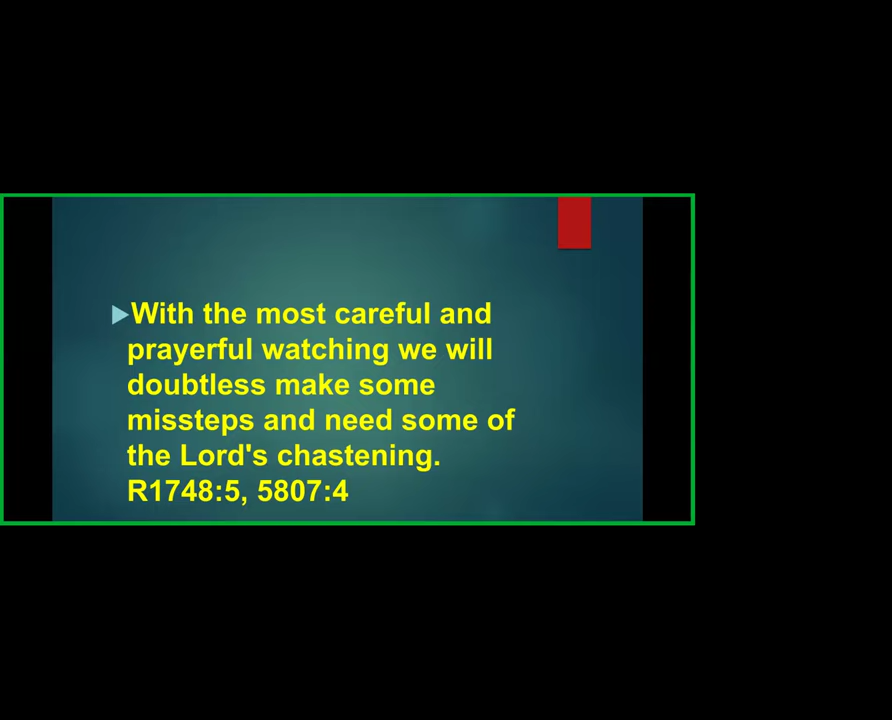 With the most careful and
prayerful watching we will
doubtless make some
missteps and need some of
the Lord's chastening.
R1748:5, 5807:4